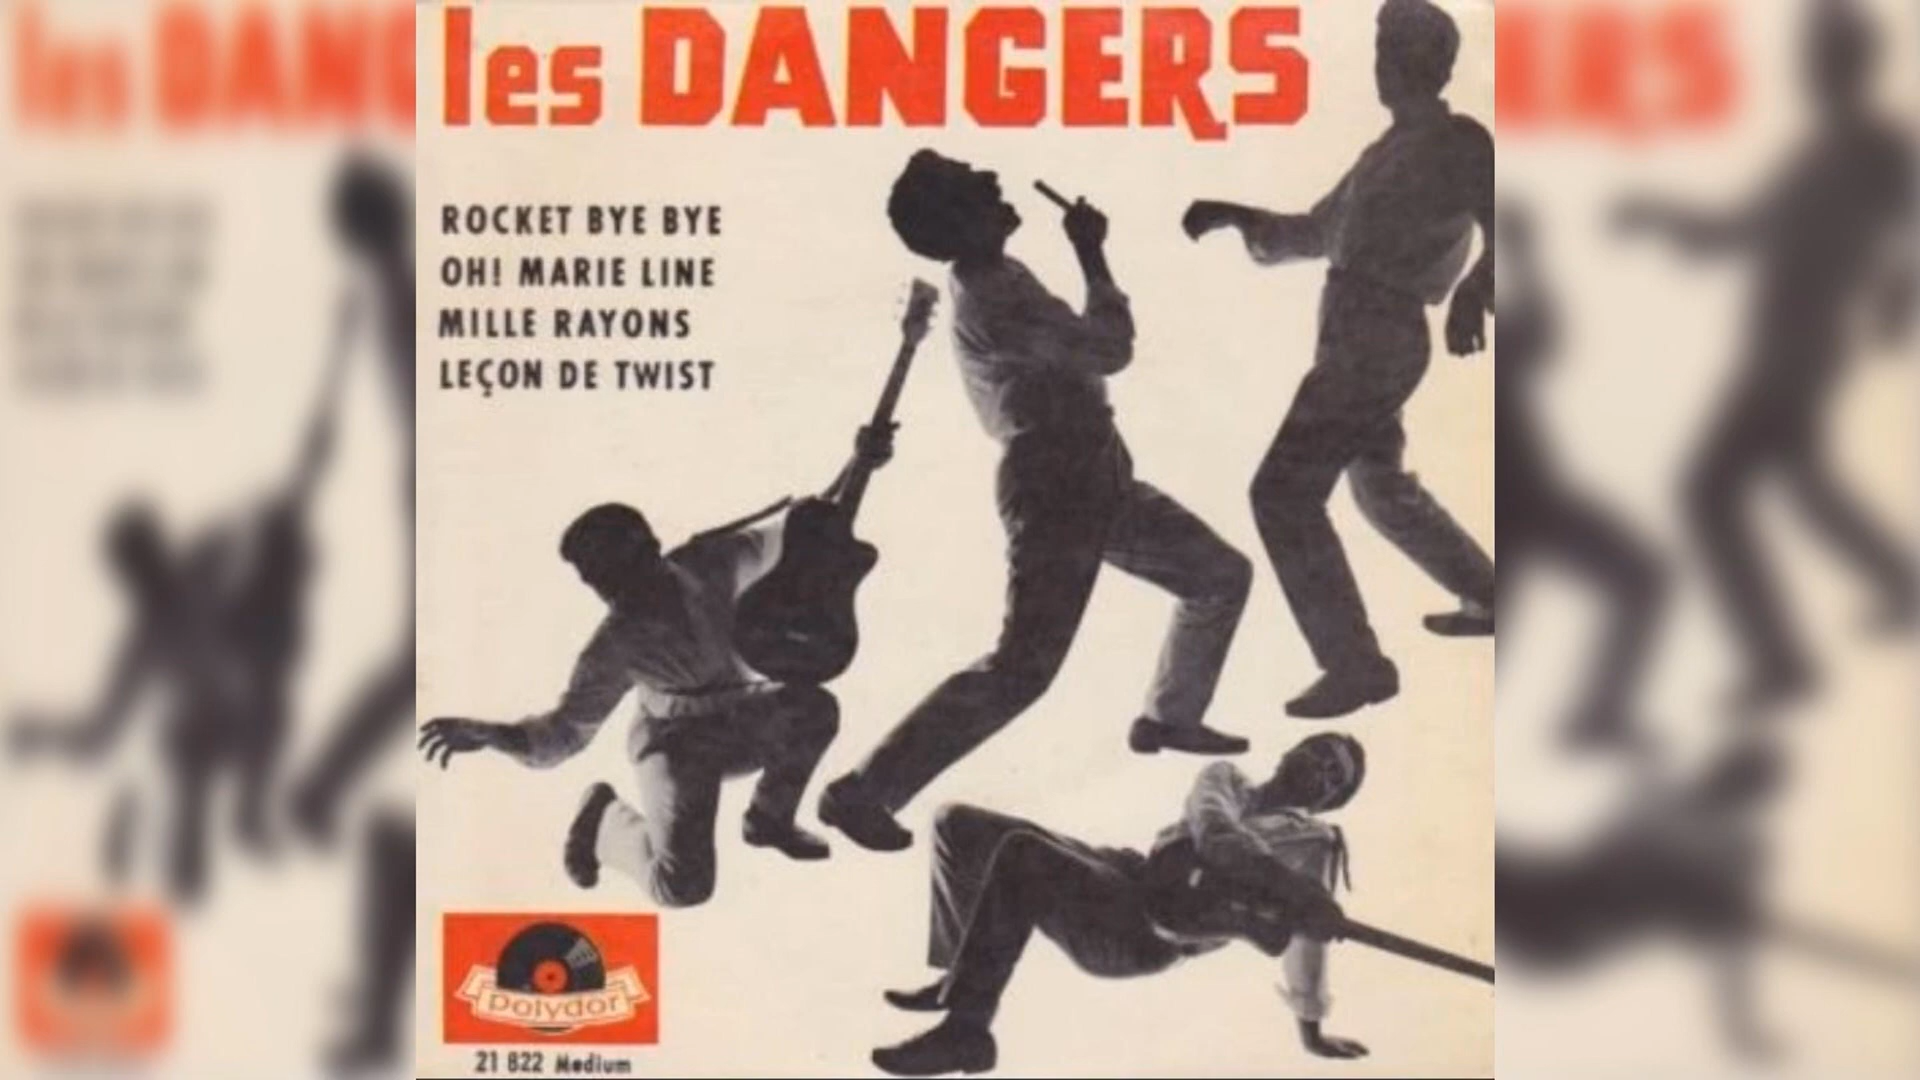 les DANGERS
ROCKET BYE BYE
OH! MARIE LINE
MILLE RAYONS
LEÇON DE TWIST
polydor
21 822 Medium